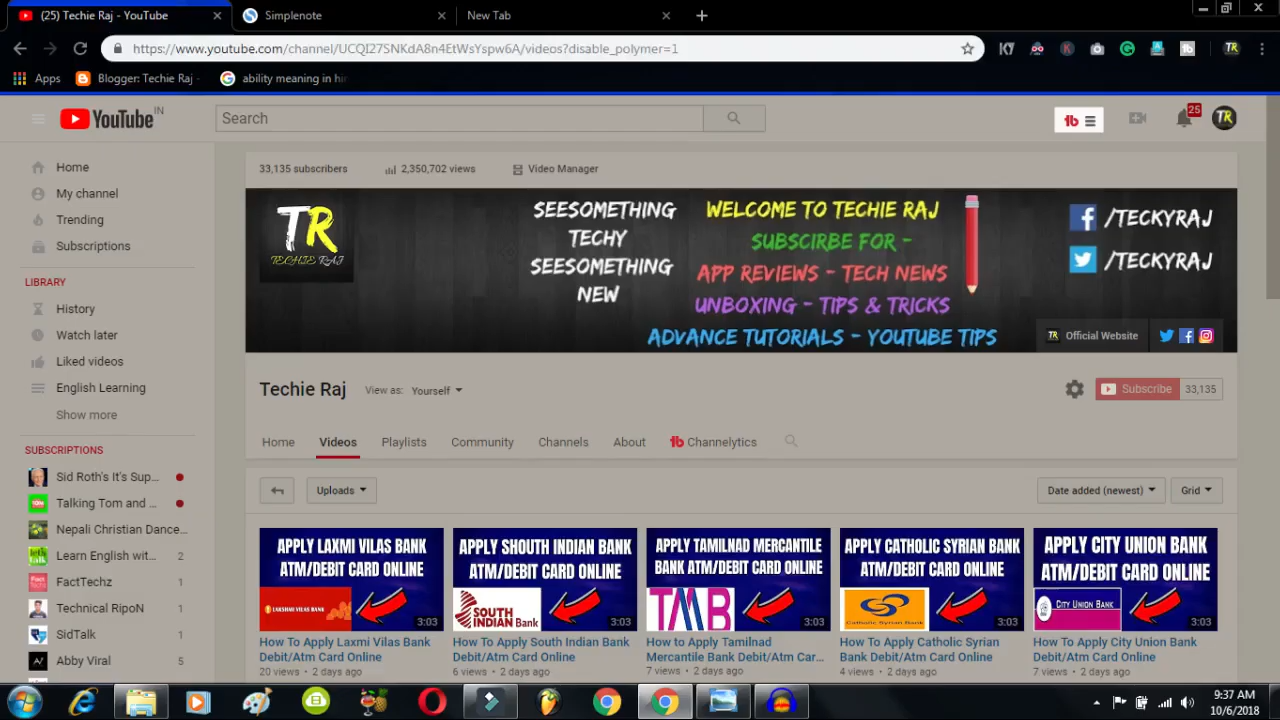 (25) Techie Raj - YouTube
Simplenote
New Tab
https://www.youtube.com/channel/UCQI27SNKdA8n4EtWsYspw6A/videos?disable_polymer=1
Apps
Blogger: Techie Raj -
ability meaning in hin
YouTube IN
Search
25
33,135 subscribers
2,350,702 views
Video Manager
Home
My channel
Trending
Subscriptions
LIBRARY
History
Watch later
Liked videos
English Learning
Show more
SUBSCRIPTIONS
Sid Roth's It's Sup...
Talking Tom and ...
Nepali Christian Dance...
Learn English wit... 2
FactTechz 1
Technical RipoN 1
SidTalk 1
Abby Viral 5
TR
TECHIE RAJ
SEESOMETHING
TECHY
SEESOMETHING
NEW
WELCOME TO TECHIE RAJ
SUBSCIRBE FOR -
APP REVIEWS - TECH NEWS
UNBOXING - TIPS & TRICKS
ADVANCE TUTORIALS - YOUTUBE TIPS
/TECKYRAJ
/TECKYRAJ
Official Website
Techie Raj
View as: Yourself
Subscribe 33,135
Home
Videos
Playlists
Community
Channels
About
Channelytics
Uploads
Date added (newest)
Grid
APPLY LAXMI VILAS BANK
ATM/DEBIT CARD ONLINE
LAKSHMI VILAS BANK
3:03
How To Apply Laxmi Vilas Bank
Debit/Atm Card Online
20 views • 2 days ago
APPLY SHOUTH INDIAN BANK
ATM/DEBIT CARD ONLINE
SOUTH
INDIAN Bank
3:03
How To Apply South Indian Bank
Debit/Atm Card Online
6 views • 2 days ago
APPLY TAMILNAD MERCANTILE
BANK ATM/DEBIT CARD ONLINE
TMB
3:03
How to Apply Tamilnad
Mercantile Bank Debit/Atm Car...
7 views • 2 days ago
APPLY CATHOLIC SYRIAN BANK
ATM/DEBIT CARD ONLINE
Catholic Syrian Bank
3:03
How To Apply Catholic Syrian
Bank Debit/Atm Card Online
4 views • 2 days ago
APPLY CITY UNION BANK
ATM/DEBIT CARD ONLINE
CITY UNION BANK
3:03
How To Apply City Union Bank
Debit/Atm Card Online
7 views • 2 days ago
9:37 AM
10/6/2018